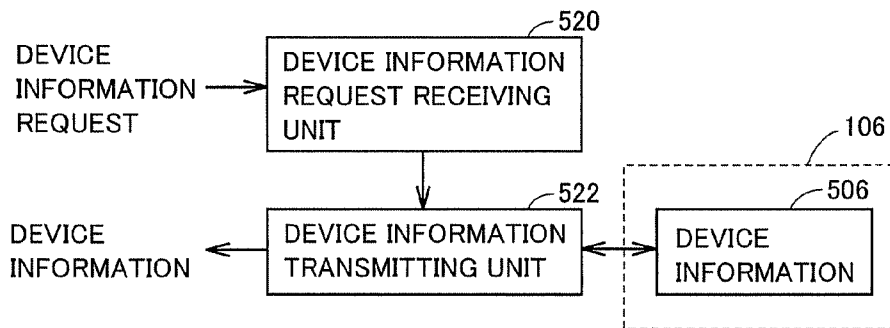 520
DEVICE
INFORMATION
REQUEST
DEVICE INFORMATION
REQUEST RECEIVING
UNIT
106
522
506
DEVICE
INFORMATION
DEVICE INFORMATION
TRANSMITTING UNIT
DEVICE
INFORMATION